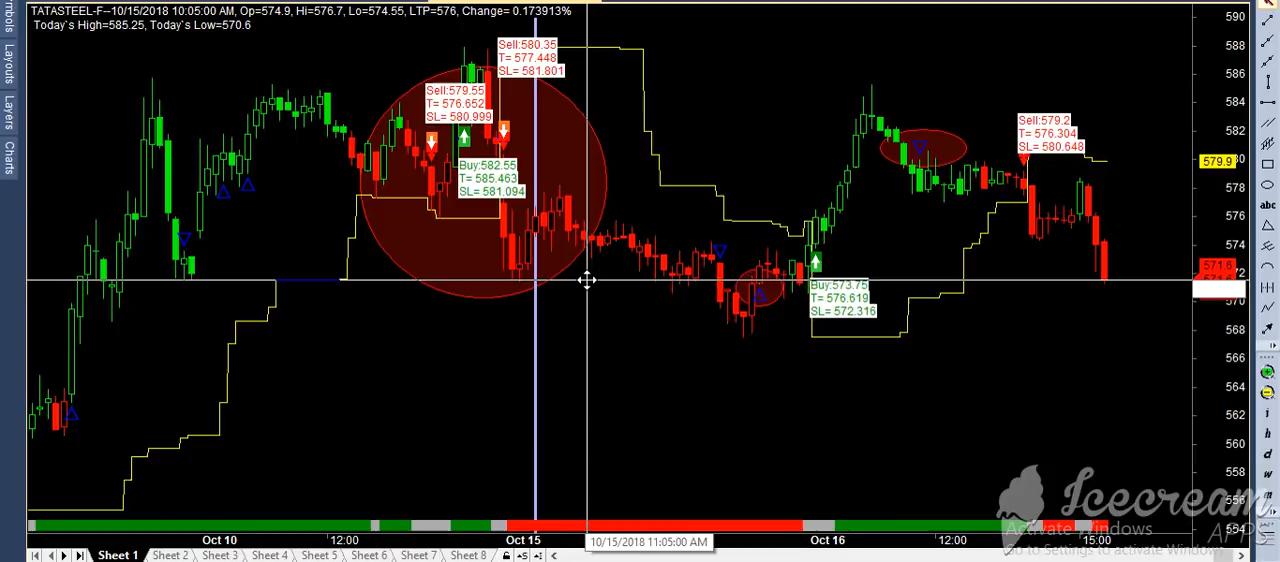 TATASTEEL-F--10/15/2018 10:05:00 AM, Op=574.9, Hi=576.7, Lo=574.55, LTP=576, Change= 0.173913%
Today`s High=585.25, Today`s Low=570.6
Layouts
Layers
Charts
Sell:580.35
T= 577.448
SL= 581.801
Sell:579.55
T= 576.652
SL= 580.999
Buy:582.55
T= 585.463
SL= 581.094
Buy:573.75
T= 576.619
SL= 572.316
Sell:579.2
T= 576.304
SL= 580.648
590
588
586
584
582
579.9
578
576
574
571.6
570
568
566
564
562
560
558
556
554
abc
Oct 10
12:00
Oct 15
10/15/2018 11:05:00 AM
Oct 16
12:00
15:00
Sheet 1
Sheet 2
Sheet 3
Sheet 4
Sheet 5
Sheet 6
Sheet 7
Sheet 8
Icecream
APPS
Activate Windows
Go to Settings to activate Windows